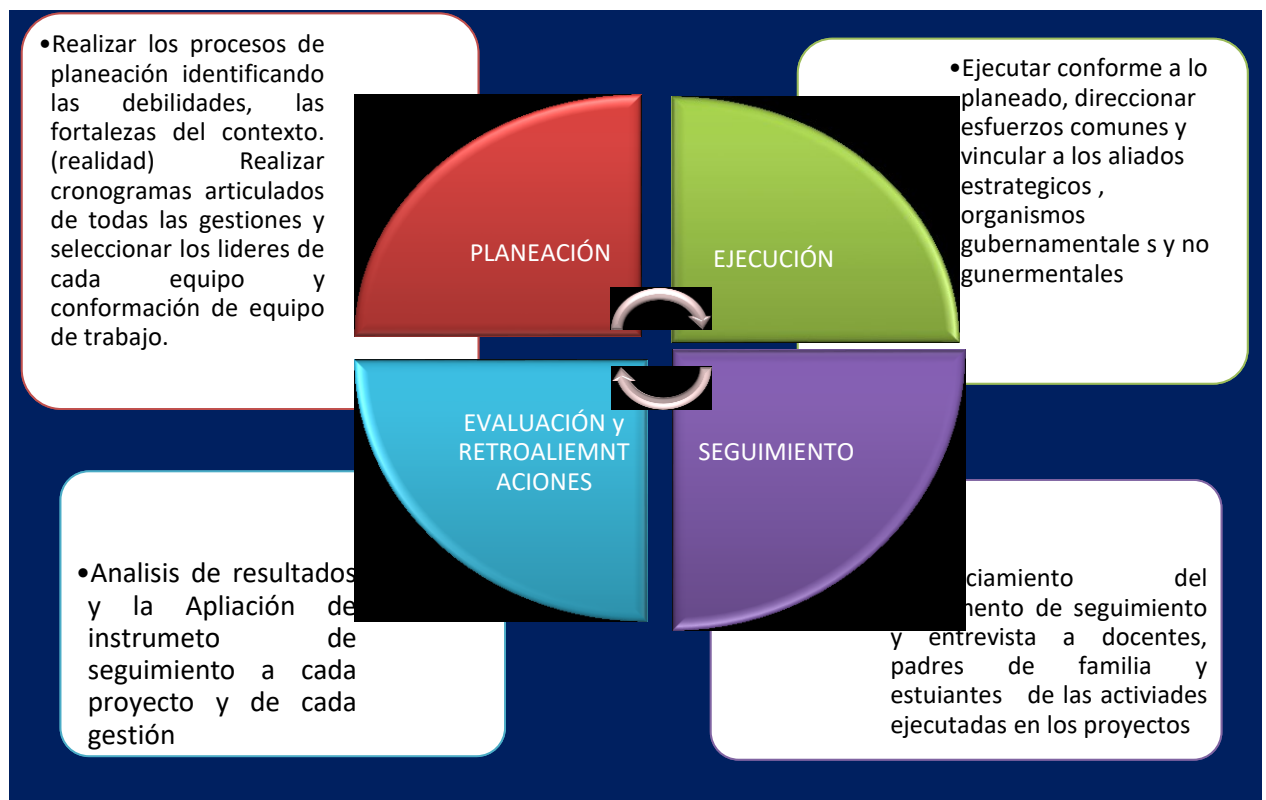 •Realizar los procesos de
planeación identificando
las debilidades, las
fortalezas del contexto.
(realidad) Realizar
cronogramas articulados
de todas las gestiones y
seleccionar los lideres de
cada equipo y
conformación de equipo
de trabajo.
•Ejecutar conforme a lo
planeado, direccionar
esfuerzos comunes y
vincular a los aliados
estrategicos ,
organismos
gubernamentale s y no
gunermentales
PLANEACIÓN
EJECUCIÓN
EVALUACIÓN y
RETROALIEMNT
ACIONES
SEGUIMIENTO
•Analisis de resultados
y la Apliación de
instrumeto de
seguimiento a cada
proyecto y de cada
gestión
del
de seguimiento
y entrevista a docentes,
padres de familia y
estuiantes de las activiades
ejecutadas en los proyectos